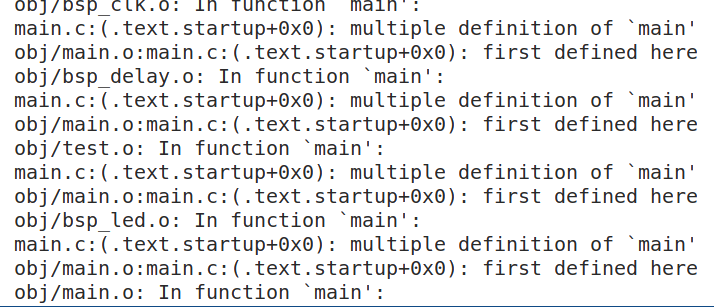 obj/bsp_clk.o: In function `main':
main.c:(.text.startup+0x0): multiple definition of `main'
obj/main.o:main.c:(.text.startup+0x0): first defined here
obj/bsp_delay.o: In function `main':
main.c:(.text.startup+0x0): multiple definition of `main'
obj/main.o:main.c:(.text.startup+0x0): first defined here
obj/test.o: In function `main':
main.c:(.text.startup+0x0): multiple definition of `main'
obj/main.o:main.c:(.text.startup+0x0): first defined here
obj/bsp_led.o: In function `main':
main.c:(.text.startup+0x0): multiple definition of `main'
obj/main.o:main.c:(.text.startup+0x0): first defined here
obj/main.o: In function `main':